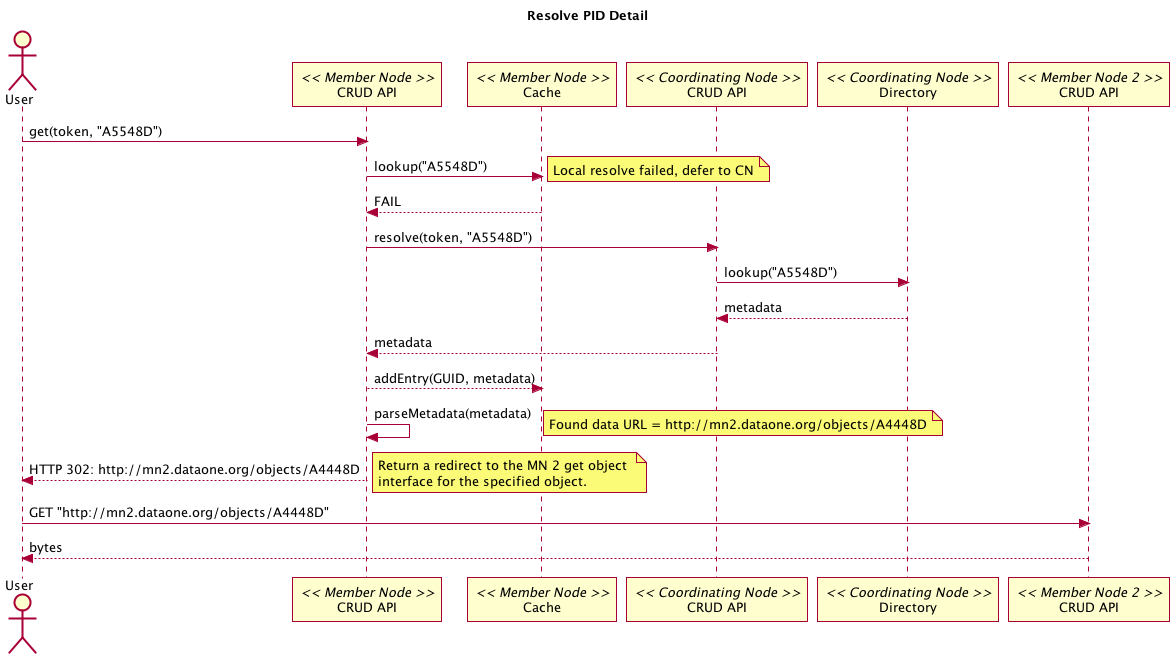 Resolve PID Detail
User
<< Member Node >>
CRUD API
<< Member Node >>
Cache
<< Coordinating Node >>
CRUD API
<< Coordinating Node >>
Directory
<< Member Node 2 >>
CRUD API
get(token, "A5548D")
lookup("A5548D")
Local resolve failed, defer to CN
FAIL
resolve(token, "A5548D")
lookup("A5548D")
metadata
metadata
addEntry(GUID, metadata)
parseMetadata(metadata)
Found data URL = http://mn2.dataone.org/objects/A4448D
HTTP 302: http://mn2.dataone.org/objects/A4448D
Return a redirect to the MN 2 get object
interface for the specified object.
GET "http://mn2.dataone.org/objects/A4448D"
bytes
User
<< Member Node >>
CRUD API
<< Member Node >>
Cache
<< Coordinating Node >>
CRUD API
<< Coordinating Node >>
Directory
<< Member Node 2 >>
CRUD API